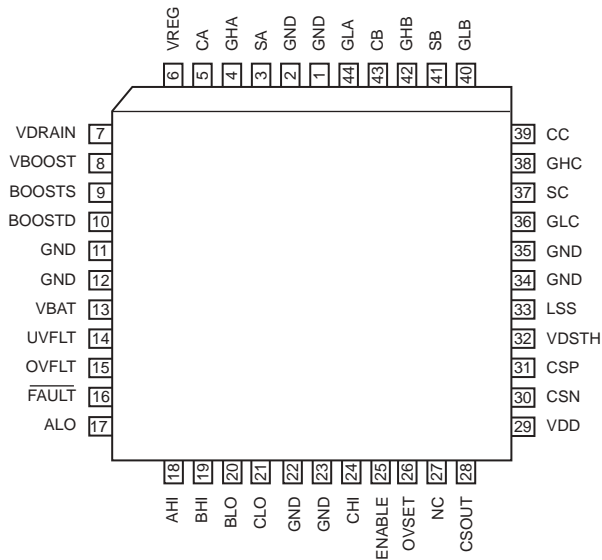 VREG CA GHA SA GND GND GLA CB GHB SB GLB
6 5 4 3 2 1 44 43 42 41 40
VDRAIN 7
VBOOST 8
BOOSTS 9
BOOSTD 10
GND 11
GND 12
VBAT 13
UVFLT 14
OVFLT 15
FAULT 16
ALO 17
39 CC
38 GHC
37 SC
36 GLC
35 GND
34 GND
33 LSS
32 VDSTH
31 CSP
30 CSN
29 VDD
18 19 20 21 22 23 24 25 26 27 28
AHI BHI BLO CLO GND GND CHI ENABLE OVSET NC CSOUT